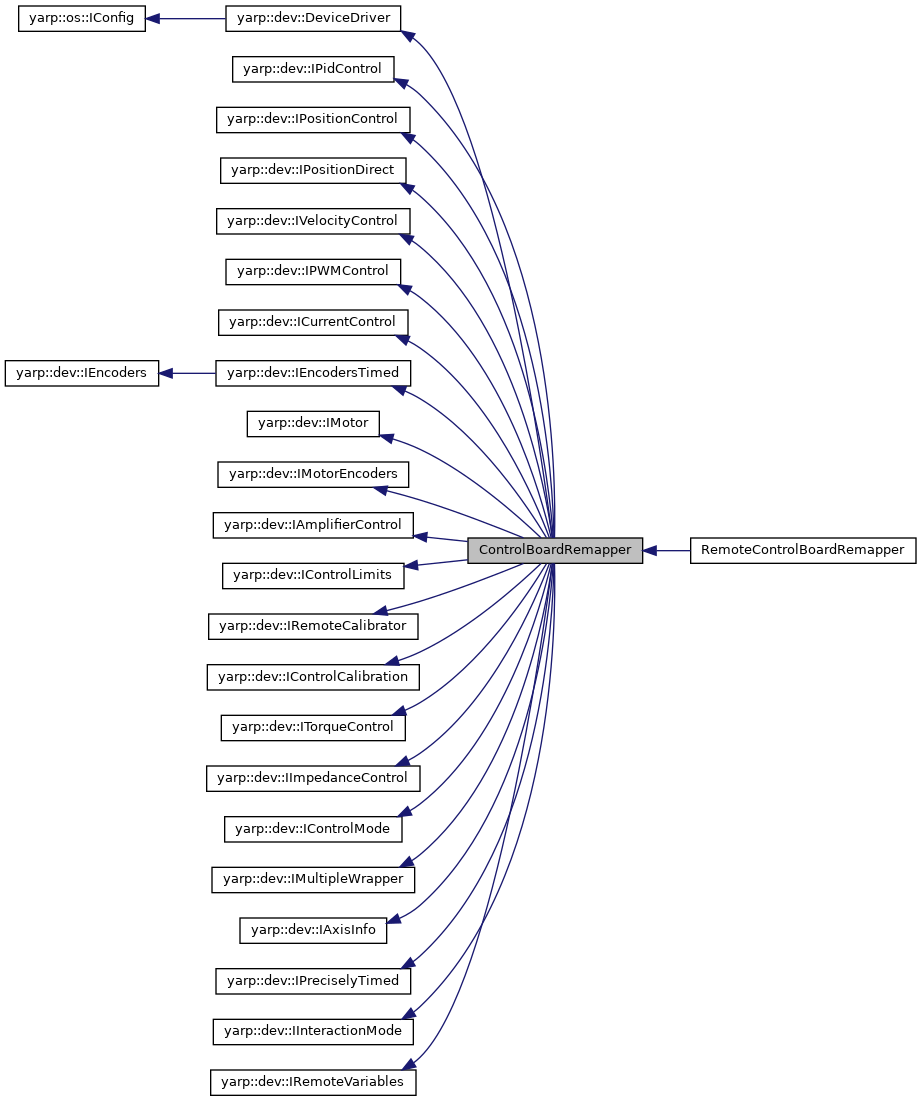 yarp::os::IConfig
yarp::dev::DeviceDriver
yarp::dev::IPidControl
yarp::dev::IPositionControl
yarp::dev::IPositionDirect
yarp::dev::IVelocityControl
yarp::dev::IPWMControl
yarp::dev::ICurrentControl
yarp::dev::IEncoders
yarp::dev::IEncodersTimed
yarp::dev::IMotor
yarp::dev::IMotorEncoders
yarp::dev::IAmplifierControl
ControlBoardRemapper
RemoteControlBoardRemapper
yarp::dev::IControlLimits
yarp::dev::IRemoteCalibrator
yarp::dev::IControlCalibration
yarp::dev::ITorqueControl
yarp::dev::IImpedanceControl
yarp::dev::IControlMode
yarp::dev::IMultipleWrapper
yarp::dev::IAxisInfo
yarp::dev::IPreciselyTimed
yarp::dev::IInteractionMode
yarp::dev::IRemoteVariables